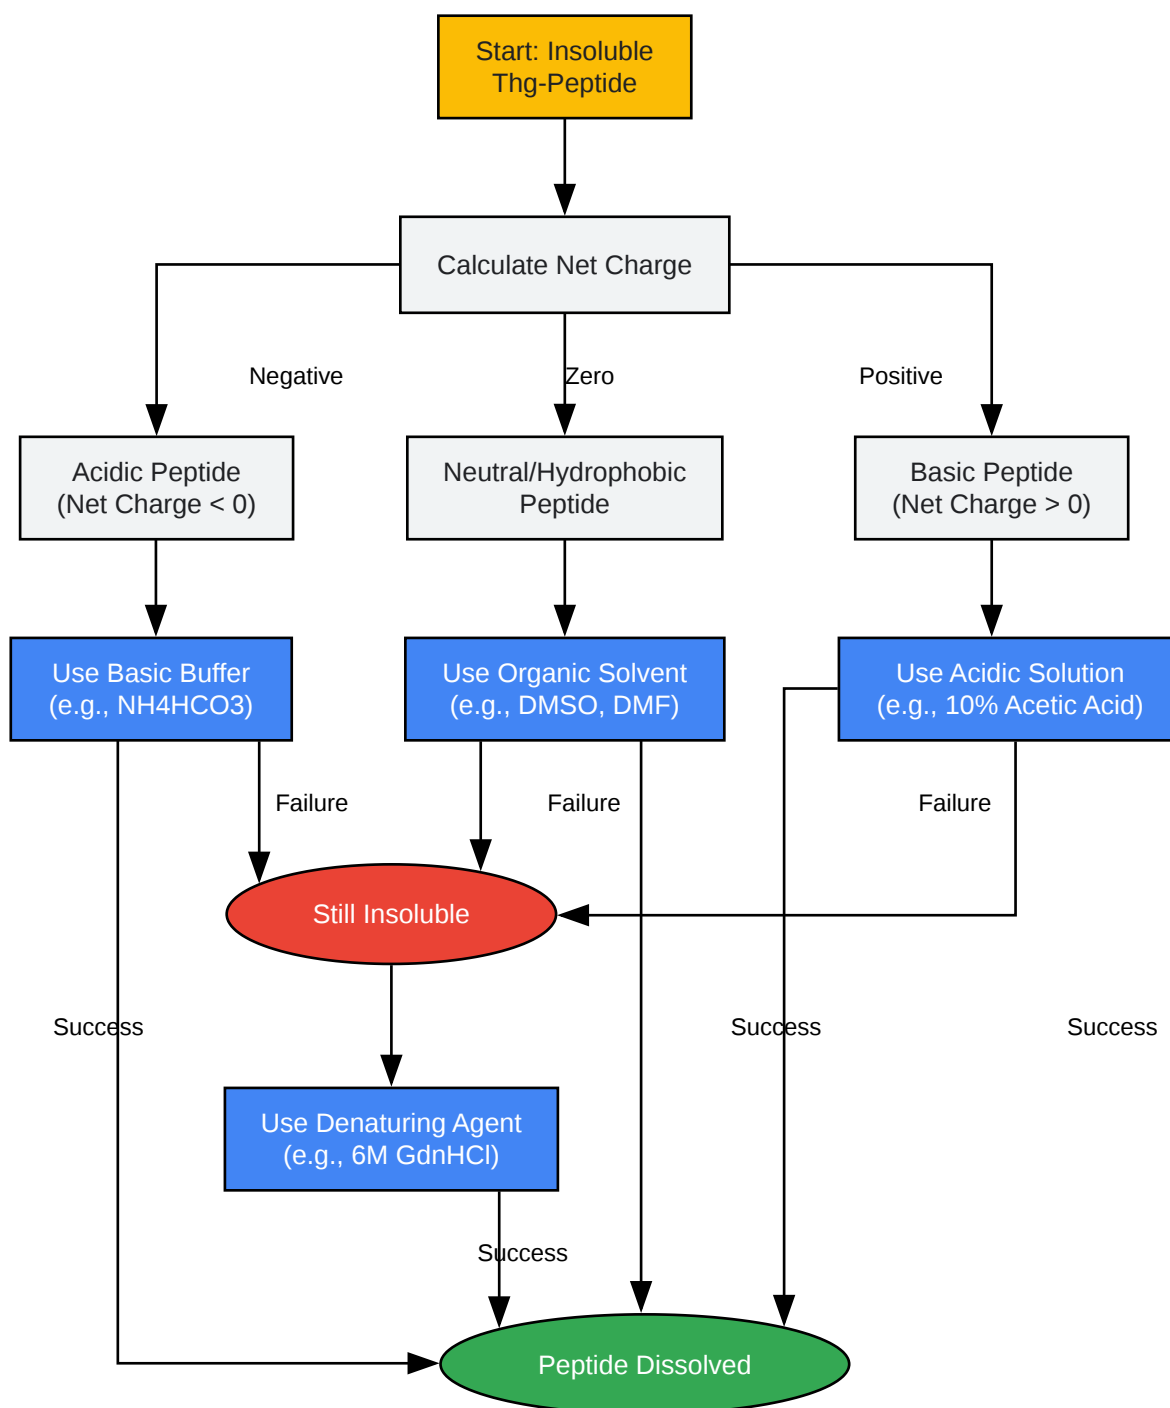 Start: Insoluble
Thg-Peptide
Calculate Net Charge
Negative
Zero
Positive
Acidic Peptide
(Net Charge < 0)
Neutral/Hydrophobic
Peptide
Basic Peptide
(Net Charge > 0)
Use Basic Buffer
(e.g., NH4HCO3)
Use Organic Solvent
(e.g., DMSO, DMF)
Use Acidic Solution
(e.g., 10% Acetic Acid)
Failure
Failure
Failure
Still Insoluble
Success
Success
Success
Use Denaturing Agent
(e.g., 6M GdnHCl)
Success
Peptide Dissolved